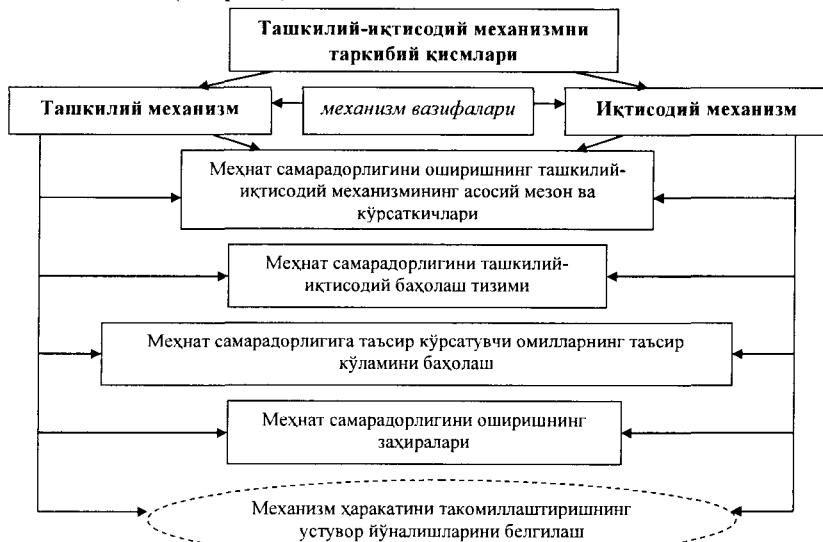 Ташкилий-иқтисодий механизмни
таркибий қисмлари
Ташкилий механизм
механизм вазифалари
Иқтисодий механизм
Меҳнат самарадорлигини оширишнинг ташкилий-
иқтисодий механизмининг асосий мезон ва
кўрсаткичлари
Меҳнат самарадорлигини ташкилий-
иқтисодий баҳолаш тизими
Меҳнат самарадорлигига таъсир кўрсатувчи омилларнинг таъсир
кўламини баҳолаш
Меҳнат самарадорлигини оширишнинг
заҳиралари
Механизм ҳаракатини такомиллаштиришнинг
устувор йўналишларини белгилаш